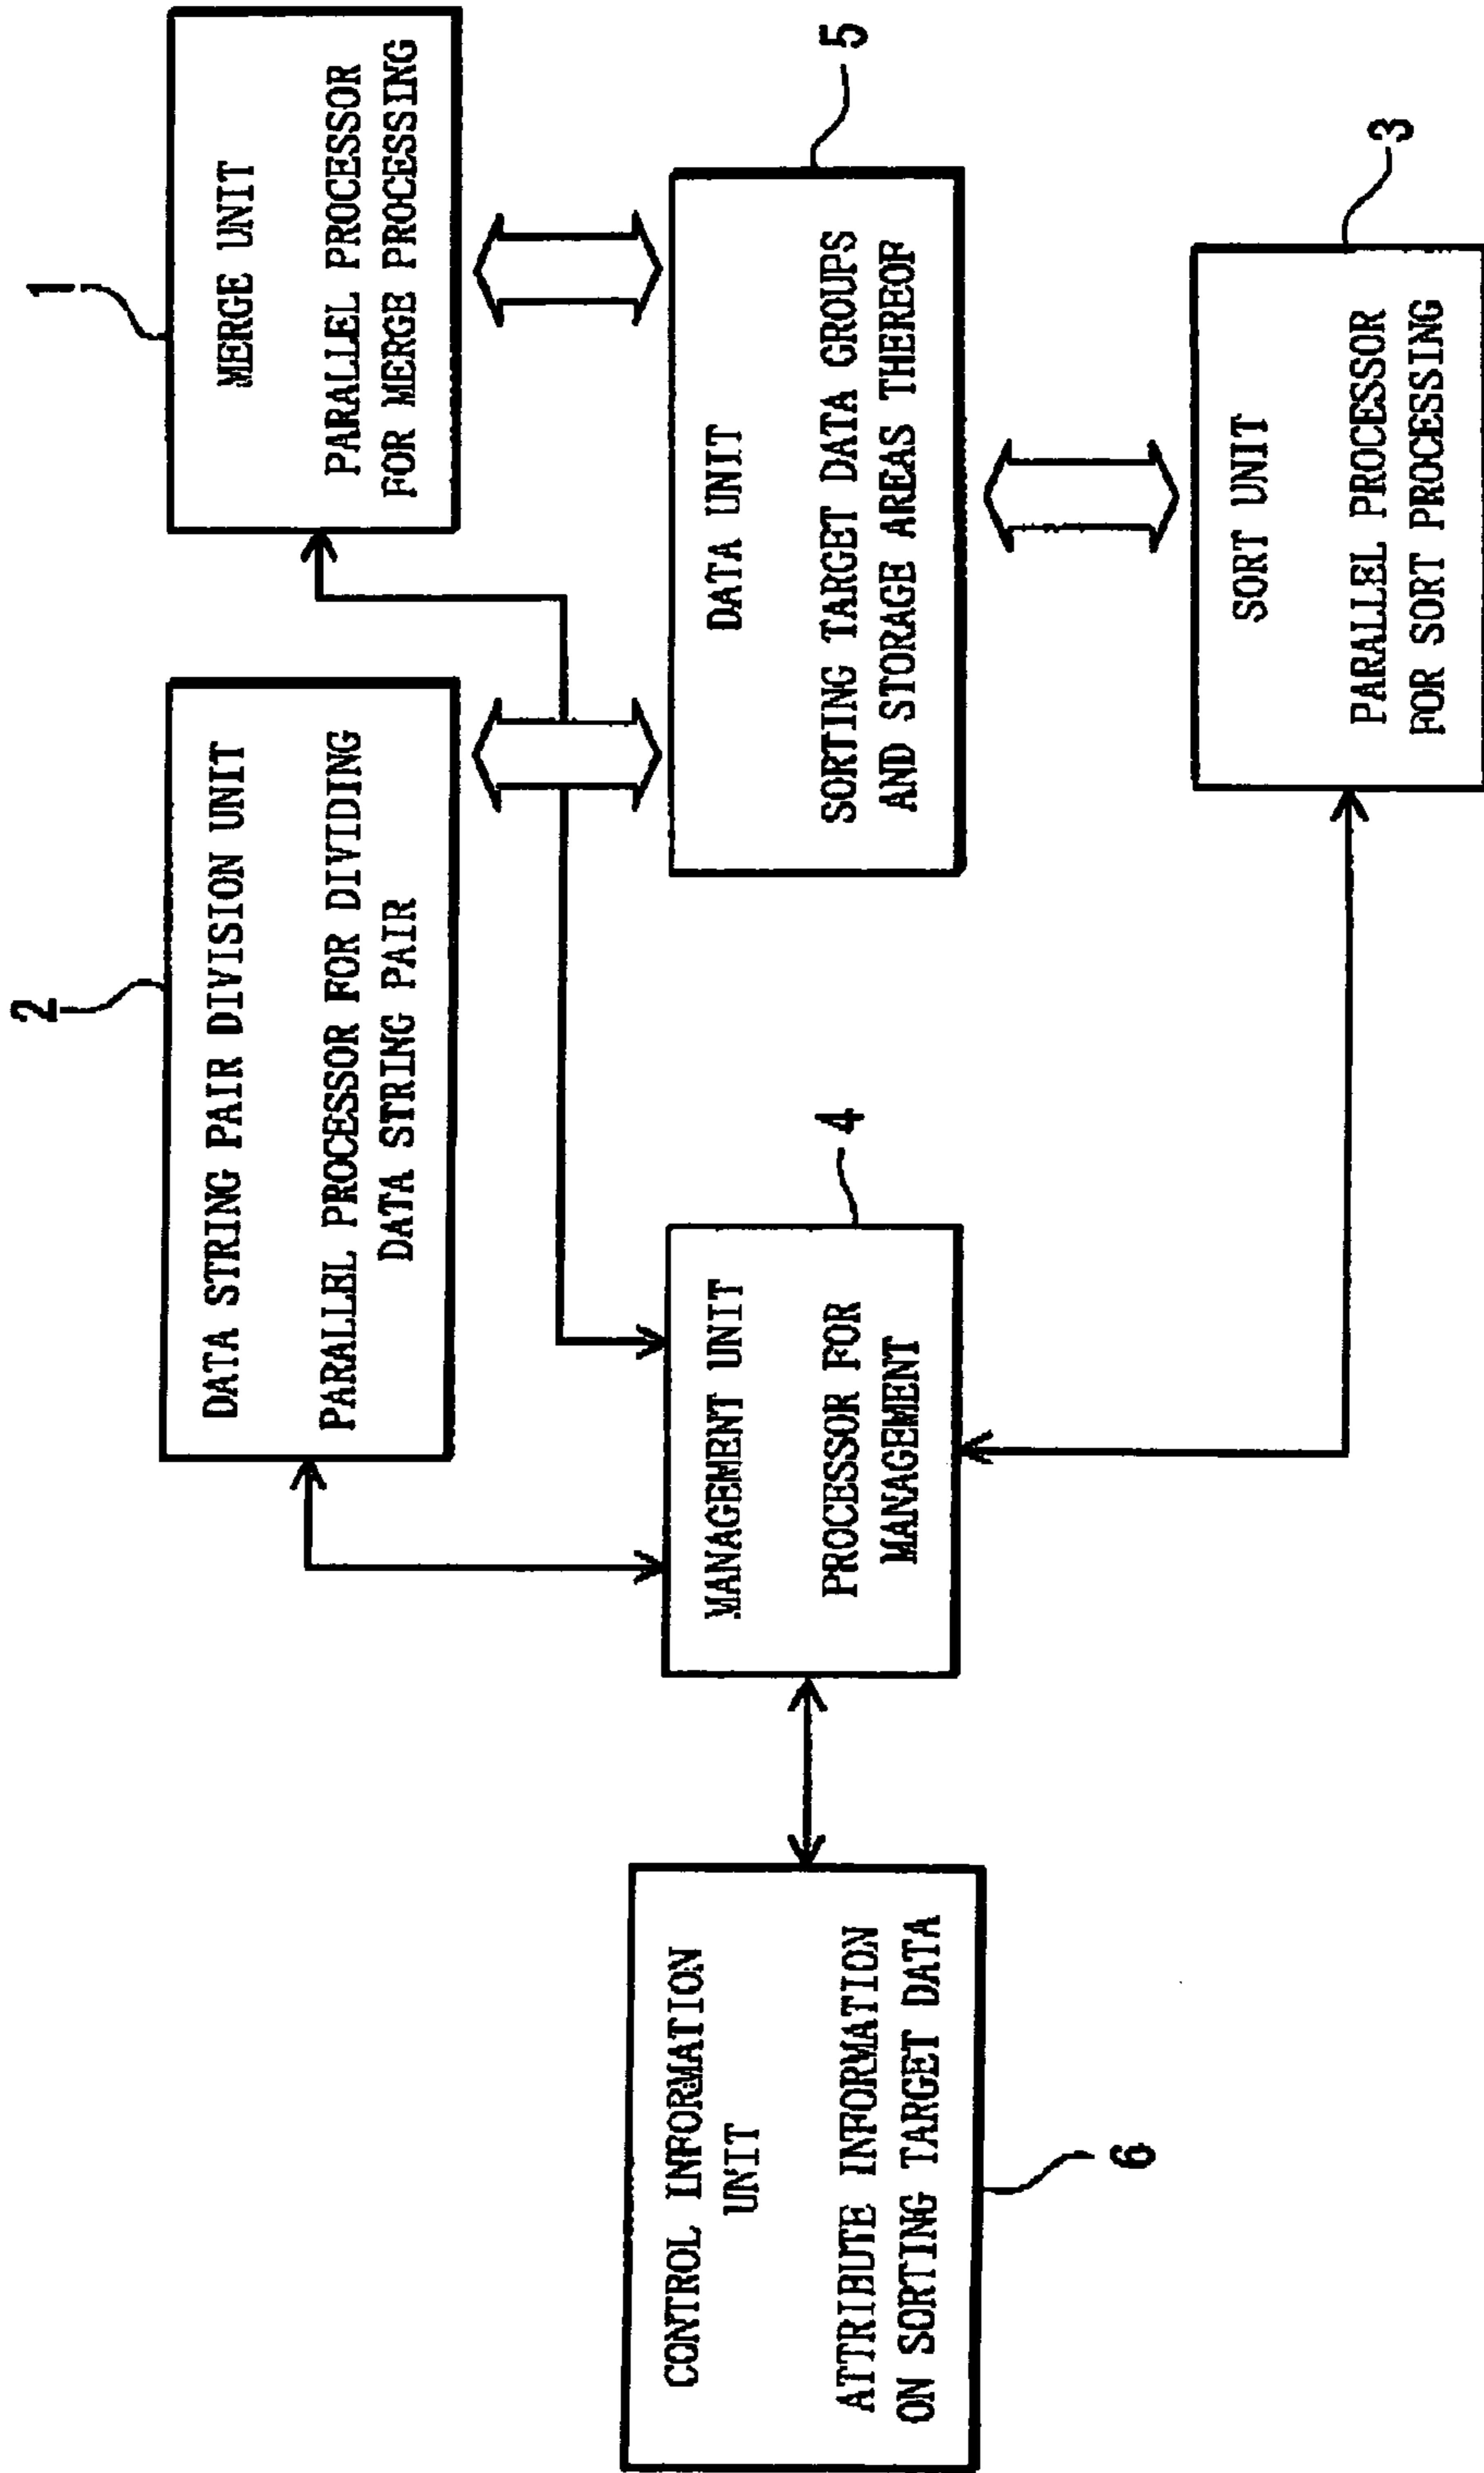 1
MERGE UNIT
PARALLEL PROCESSOR
FOR MERGE PROCESSING
2
DATA STRING PAIR DIVISION UNIT
PARALLEL PROCESSOR FOR DIVIDING
DATA STRING PAIR
5
DATA UNIT
SORTING TARGET DATA GROUPS
AND STORAGE AREAS THEREOF
4
MANAGEMENT UNIT
PROCESSOR FOR
MANAGEMENT
3
SORT UNIT
PARALLEL PROCESSOR
FOR SORT PROCESSING
CONTROL INFORMATION
UNIT
ATTRIBUTE INFORMATION
ON SORTING TARGET DATA
6